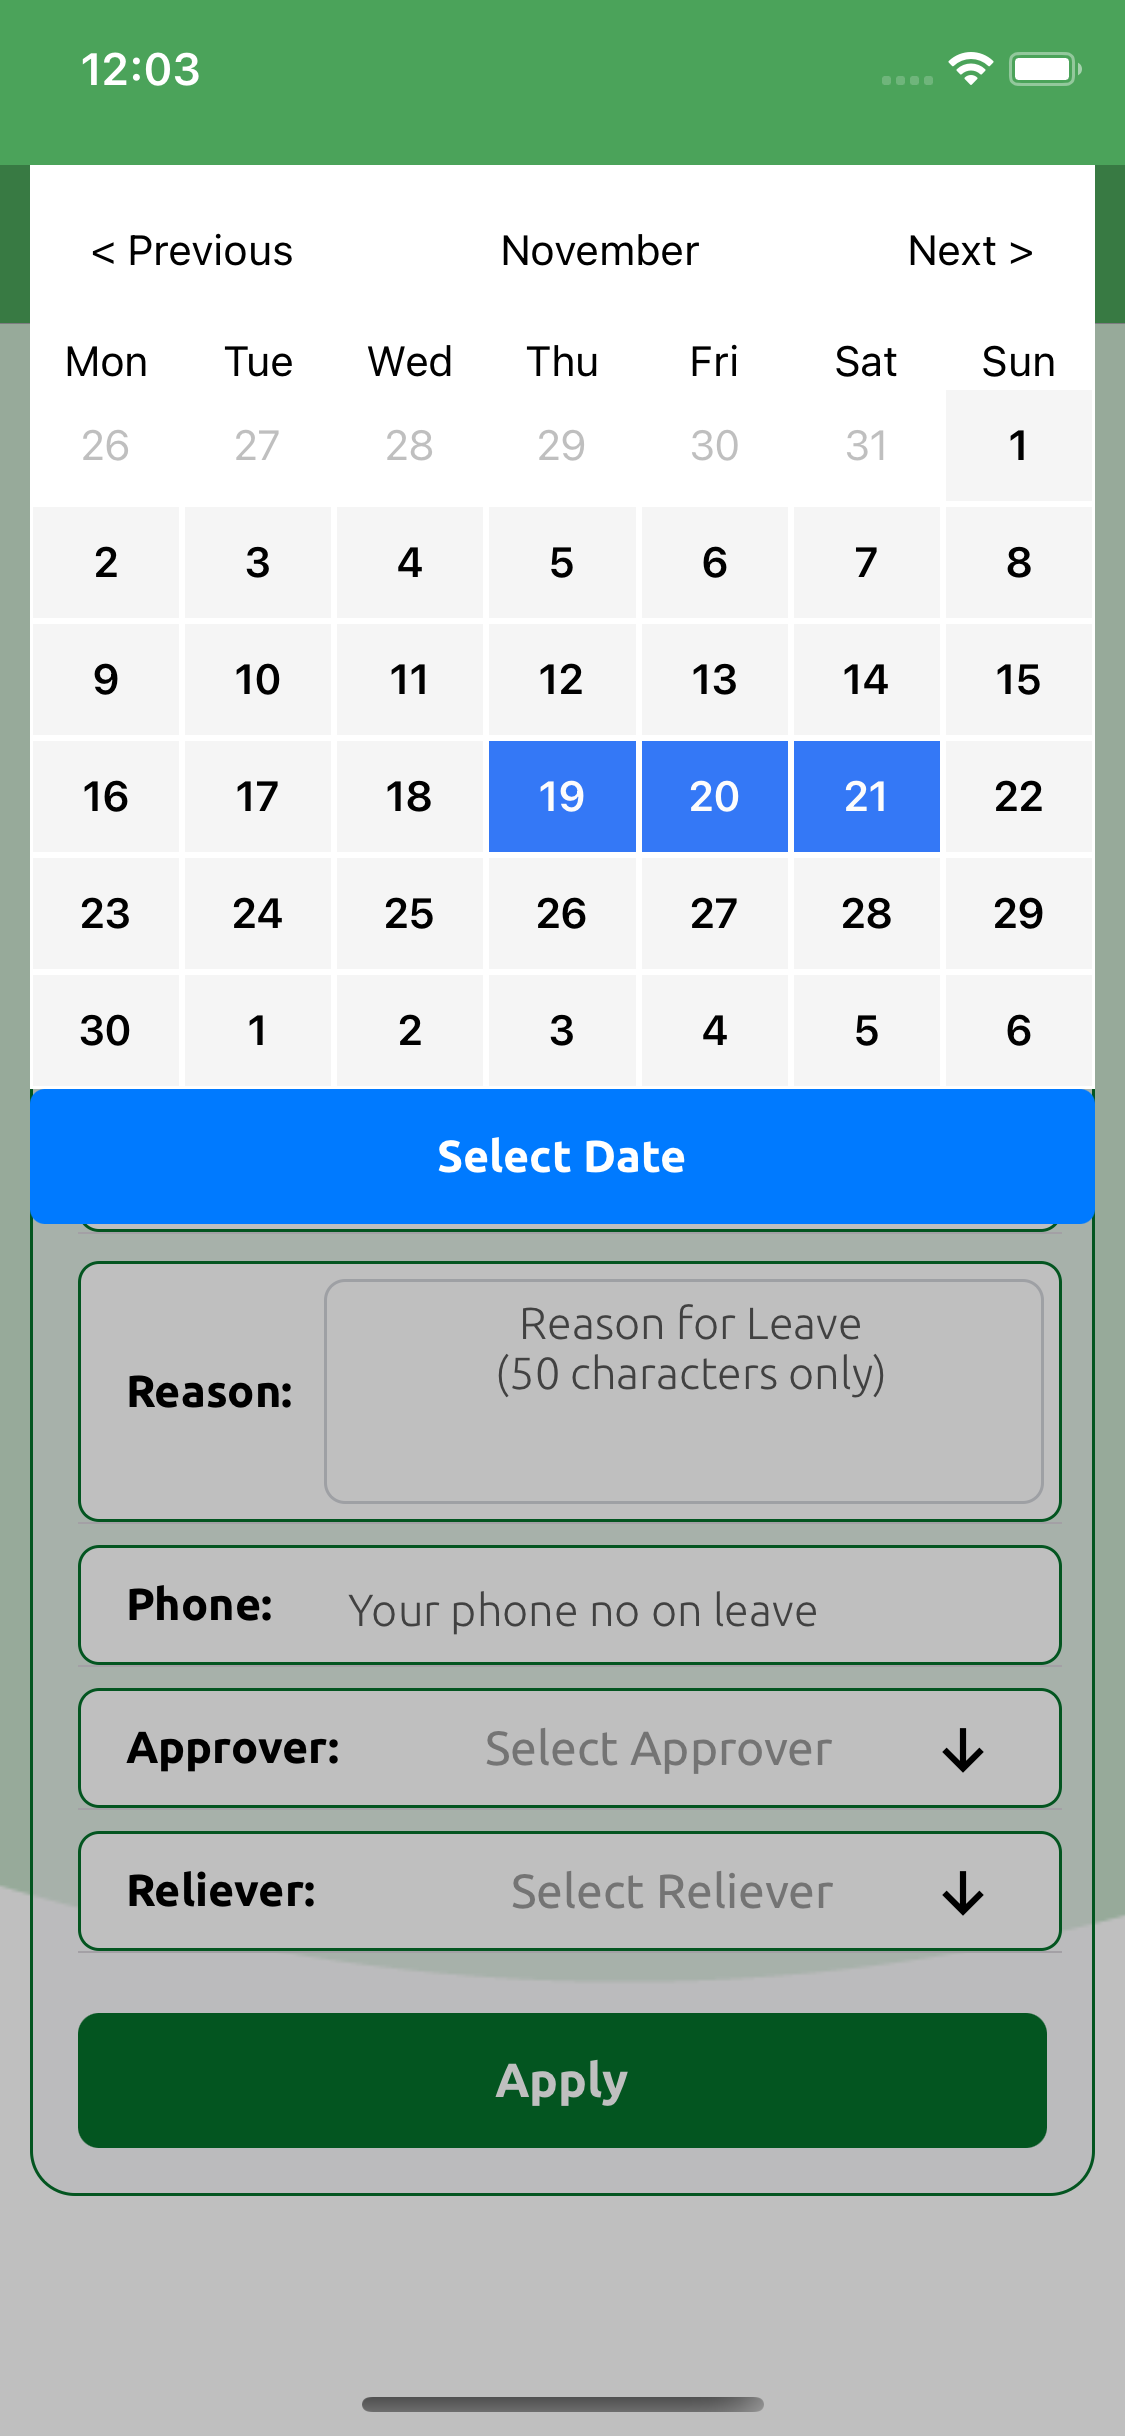 12:03
< Previous November Next >
Mon Tue Wed Thu Fri Sat Sun
26 27 28 29 30 31 1
2 3 4 5 6 7 8
9 10 11 12 13 14 15
16 17 18 19 20 21 22
23 24 25 26 27 28 29
30 1 2 3 4 5 6
Select Date
Reason for Leave
(50 characters only)
Reason:
Phone: Your phone no on leave
Approver: Select Approver
Reliever: Select Reliever
Apply